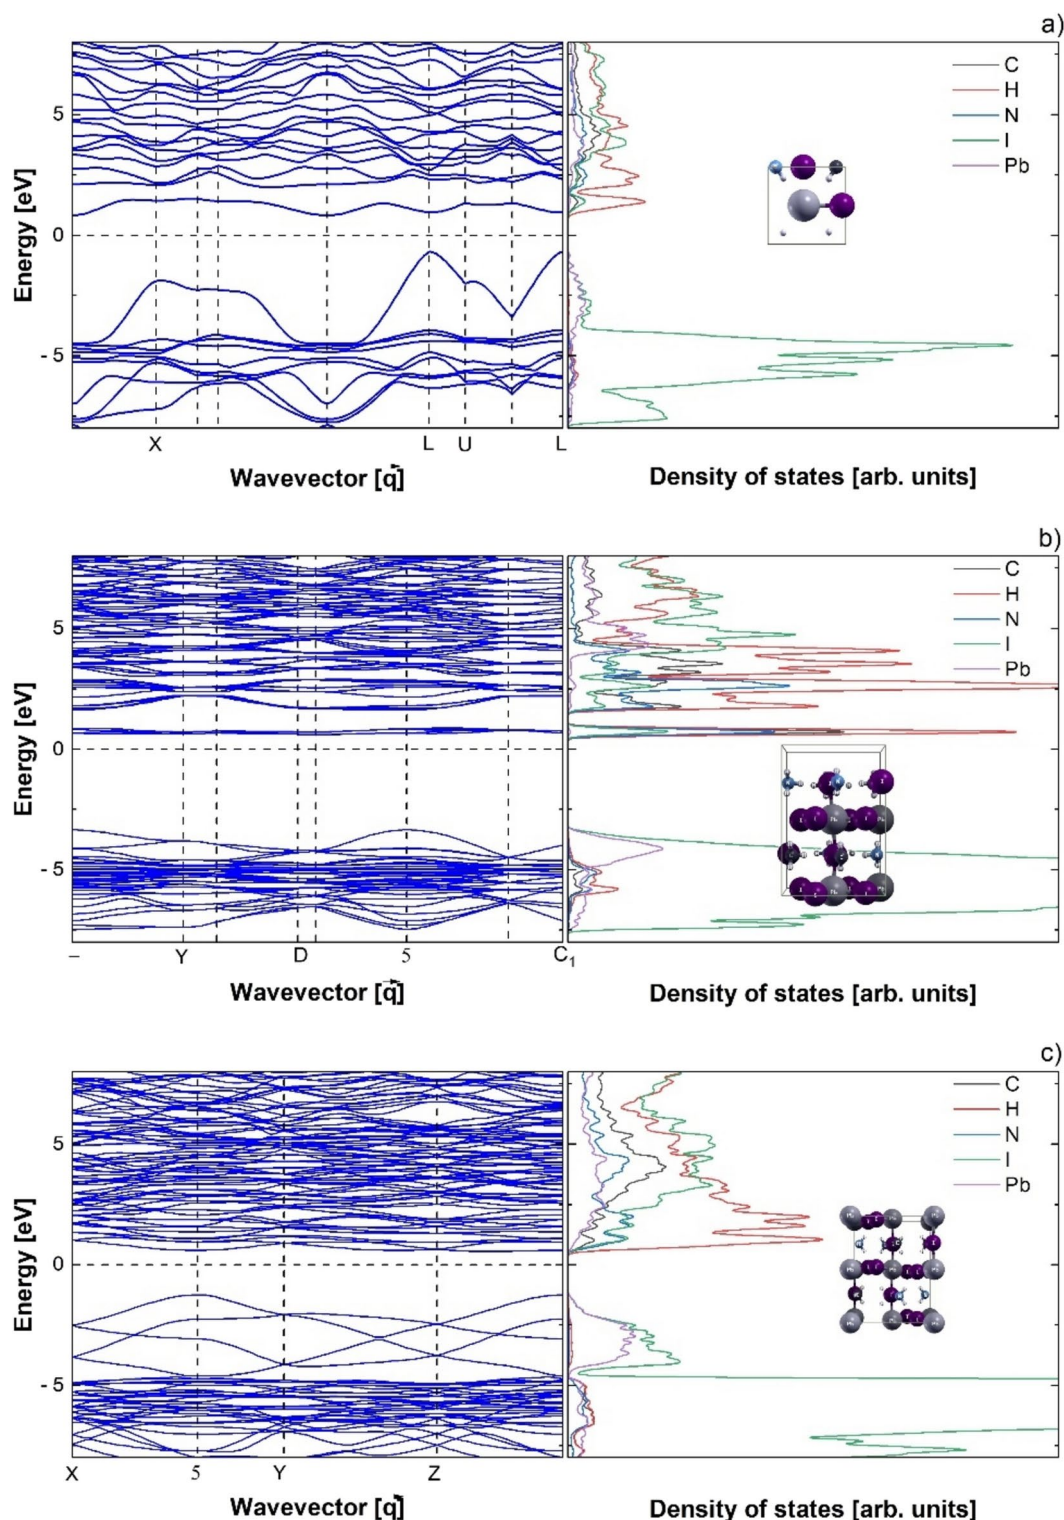 a)
C
H
N
I
Pb
5
0
- 5
Energy [eV]
X
L
U
L
Wavevector [q⃗]
Density of states [arb. units]
b)
C
H
N
I
Pb
5
0
- 5
Energy [eV]
–
Y
D
5
C₁
Wavevector [q⃗]
Density of states [arb. units]
c)
C
H
N
I
Pb
5
0
- 5
Energy [eV]
X
5
Y
Z
Wavevector [q⃗]
Density of states [arb. units]